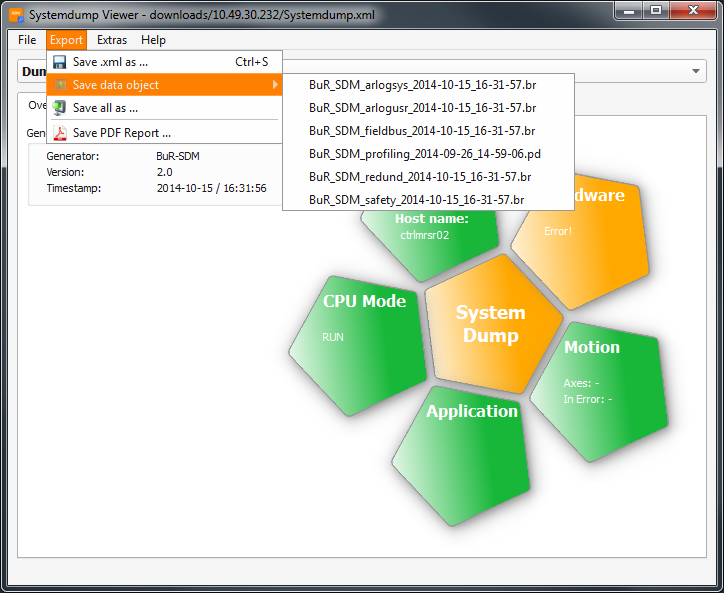 Systemdump Viewer - downloads/10.49.30.232/Systemdump.xml
File Export Extras Help
Save .xml as ... Ctrl+S
Save data object
Save all as ...
Save PDF Report ...
BuR_SDM_arlogsys_2014-10-15_16-31-57.br
BuR_SDM_arlogusr_2014-10-15_16-31-57.br
BuR_SDM_fieldbus_2014-10-15_16-31-57.br
BuR_SDM_profiling_2014-09-26_14-59-06.pd
BuR_SDM_redund_2014-10-15_16-31-57.br
BuR_SDM_safety_2014-10-15_16-31-57.br
Dum
Ove
Gen
Generator: BuR-SDM
Version: 2.0
Timestamp: 2014-10-15 / 16:31:56
Host name:
ctrlmrsr02
dware
Error!
CPU Mode
RUN
System
Dump
Motion
Axes: -
In Error: -
Application